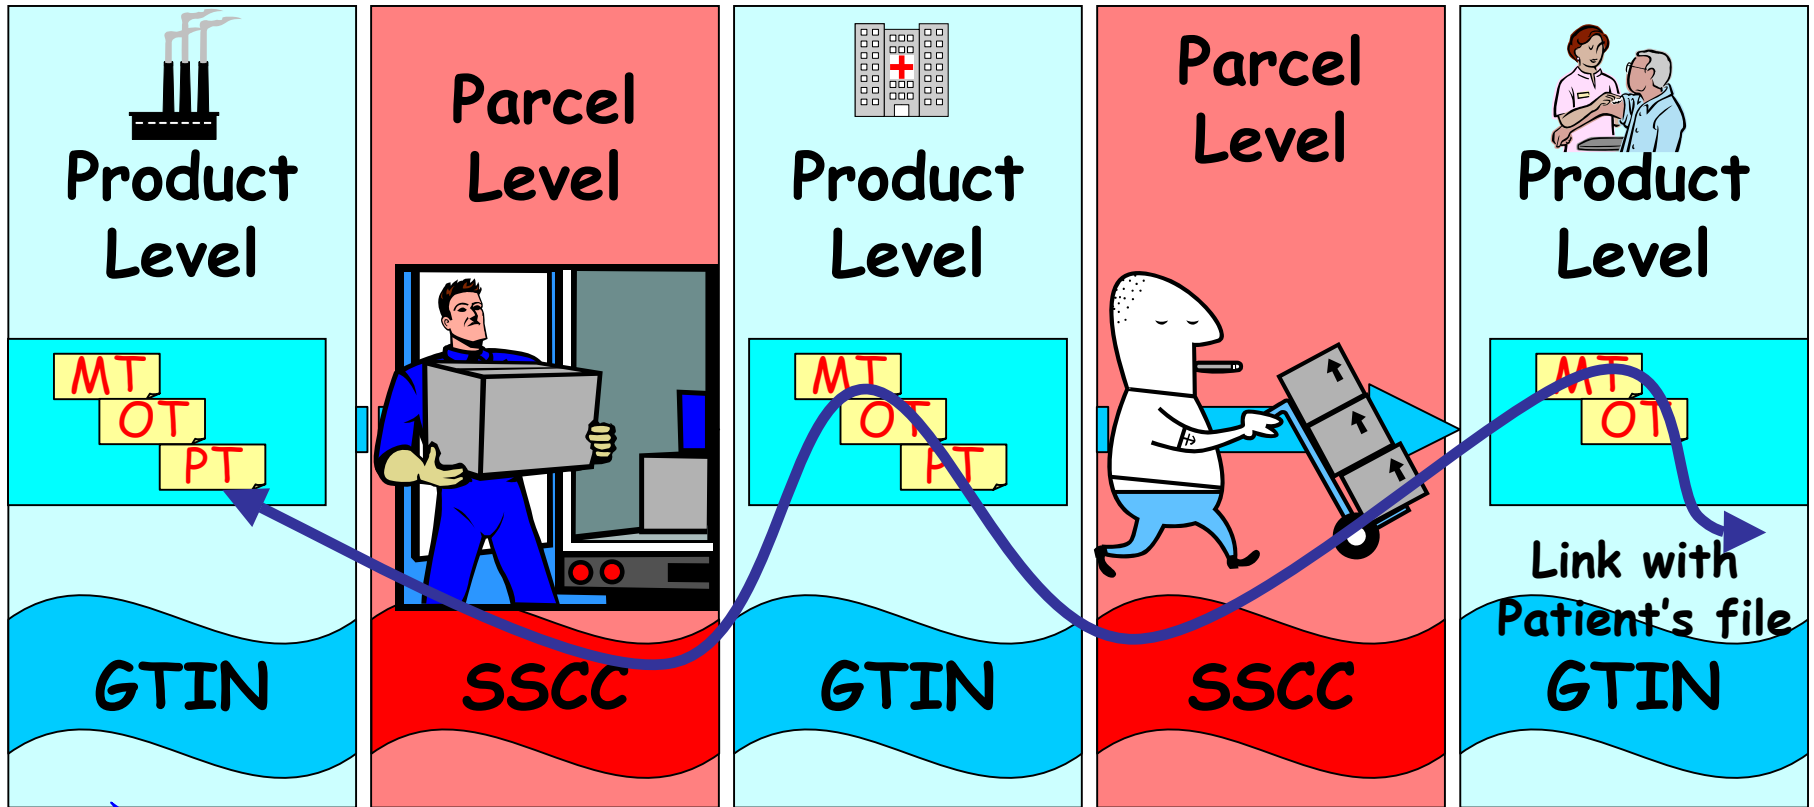 Product
Level
MT
OT
PT
GTIN
Parcel
Level
SSCC
Product
Level
MT
OT
PT
GTIN
Parcel
Level
SSCC
Product
Level
MT
OT
Link with
Patient's file
GTIN